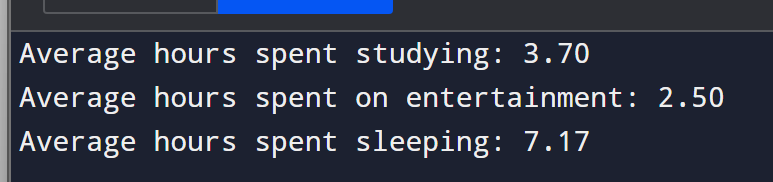 Average hours spent studying: 3.70
Average hours spent on entertainment: 2.50
Average hours spent sleeping: 7.17